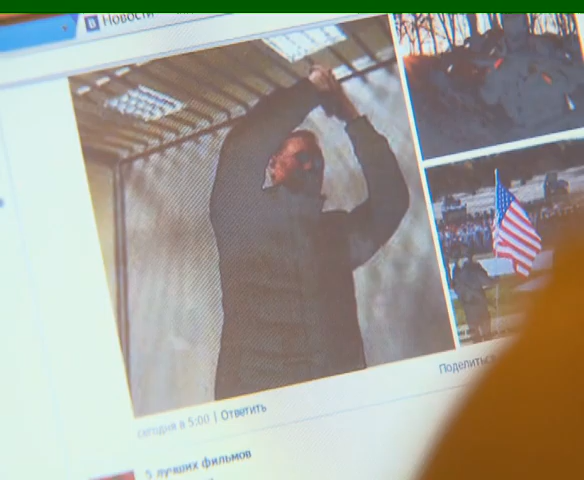 Новости
Поделиться
сегодня в 5:00 | Ответить
5 лучших фильмов